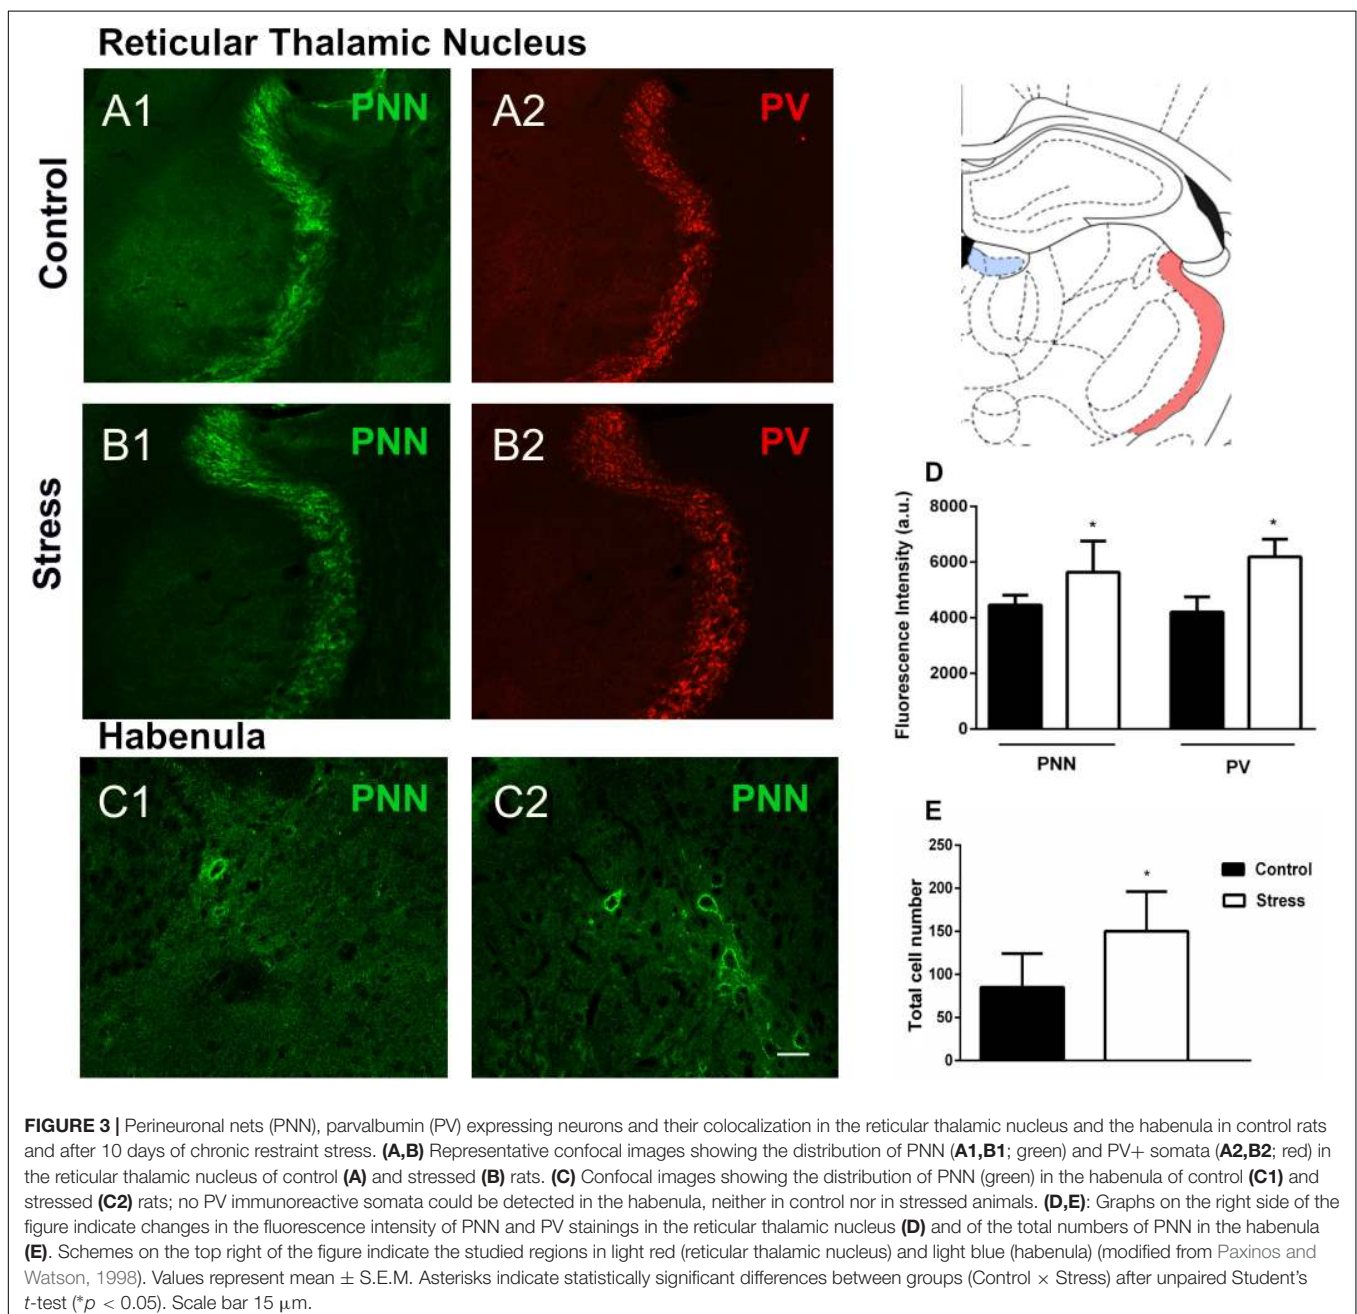 Reticular Thalamic Nucleus
Control
A1 PNN
A2 PV
Stress
B1 PNN
B2 PV
Habenula
C1 PNN
C2 PNN
D
Fluorescence Intensity (a.u.)
8000
6000
4000
2000
0
*
*
PNN
PV
E
Total cell number
250
200
150
100
50
0
*
Control
Stress
FIGURE 3 | Perineuronal nets (PNN), parvalbumin (PV) expressing neurons and their colocalization in the reticular thalamic nucleus and the habenula in control rats
and after 10 days of chronic restraint stress. (A,B) Representative confocal images showing the distribution of PNN (A1,B1; green) and PV+ somata (A2,B2; red) in
the reticular thalamic nucleus of control (A) and stressed (B) rats. (C) Confocal images showing the distribution of PNN (green) in the habenula of control (C1) and
stressed (C2) rats; no PV immunoreactive somata could be detected in the habenula, neither in control nor in stressed animals. (D,E): Graphs on the right side of the
figure indicate changes in the fluorescence intensity of PNN and PV stainings in the reticular thalamic nucleus (D) and of the total numbers of PNN in the habenula
(E). Schemes on the top right of the figure indicate the studied regions in light red (reticular thalamic nucleus) and light blue (habenula) (modified from Paxinos and
Watson, 1998). Values represent mean ± S.E.M. Asterisks indicate statistically significant differences between groups (Control × Stress) after unpaired Student's
t-test (*p < 0.05). Scale bar 15 μm.